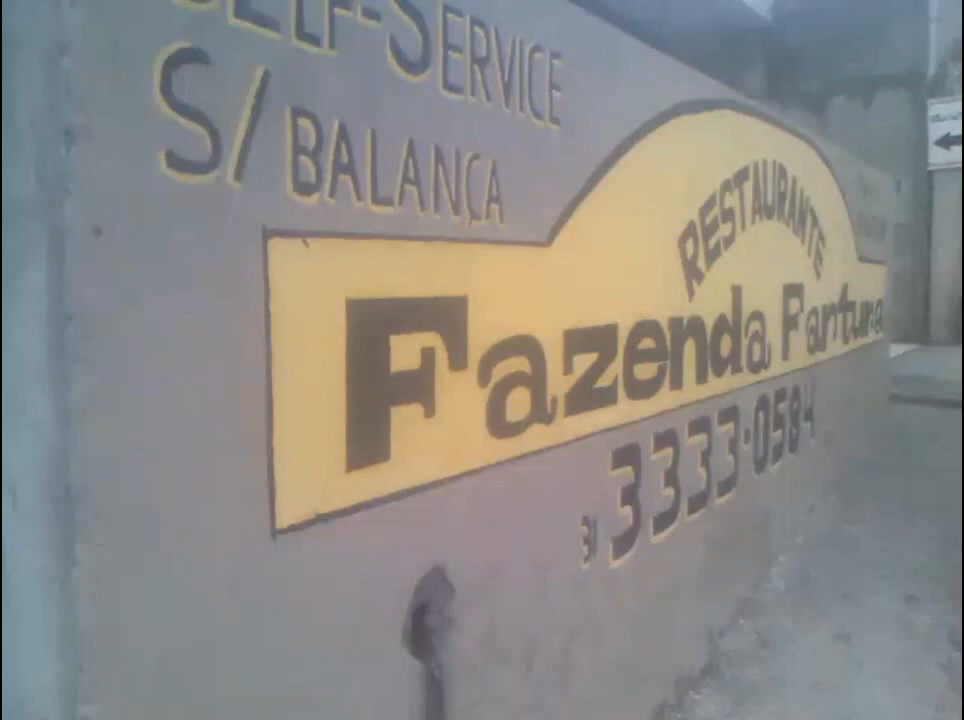 SELF-SERVICE
S/BALANÇA
RESTAURANTE
Fazenda Fartura
31 3333-0584